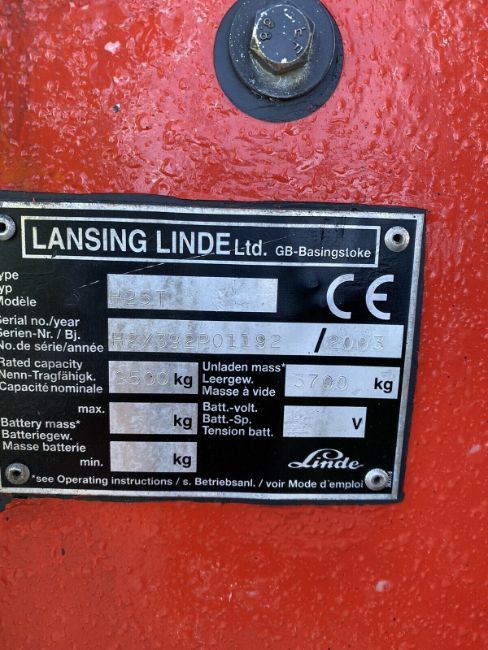 8.8
LANSING LINDE Ltd. GB-Basingstoke
Type
Typ
Modèle
H25T
CE
Serial no./year
Serien-Nr. / Bj.
No. de série/année
H2X392P01192 / 2003
Rated capacity
Nenn-Tragfähigk.
Capacité nominale
2500 kg
Unladen mass*
Leergew.
Masse à vide
3700 kg
Battery mass*
Batteriegew.
Masse batterie
max. kg
min. kg
Batt.-volt.
Batt.-Sp.
Tension batt.
V
Linde
*see Operating instructions / s. Betriebsanl. / voir Mode d'emploi